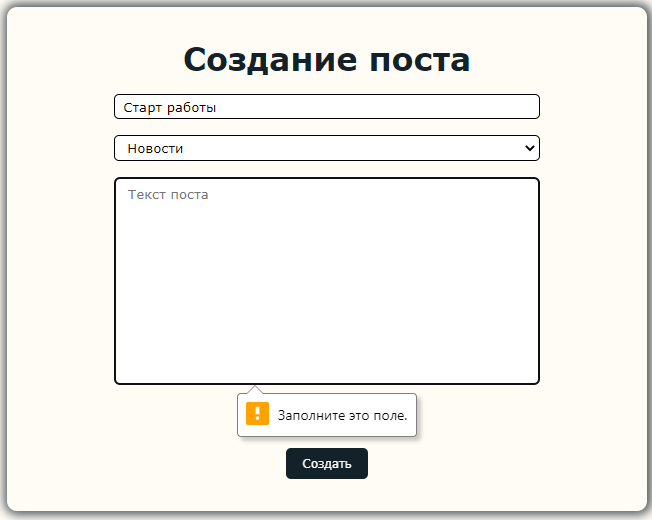 Создание поста
Старт работы
Новости
Текст поста
Заполните это поле.
Создать